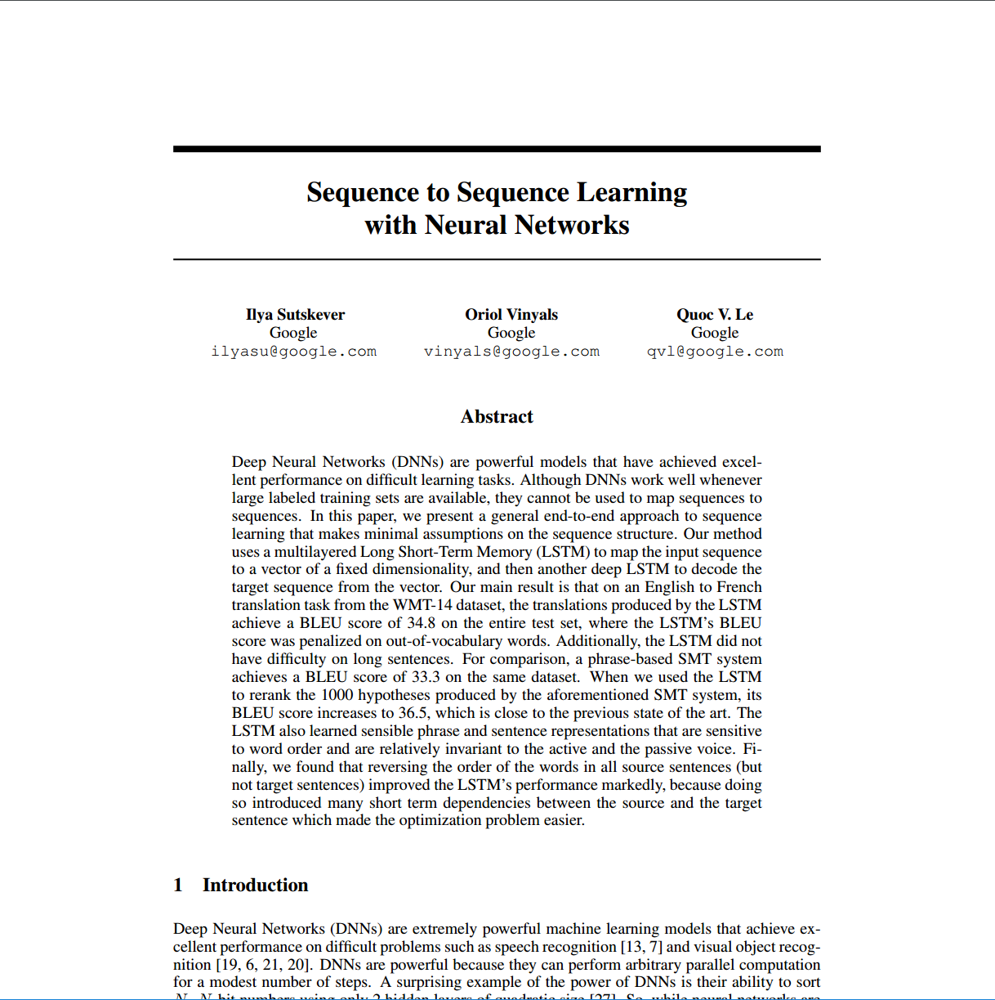 Sequence to Sequence Learning
with Neural Networks
Ilya Sutskever
Google
ilyasu@google.com
Oriol Vinyals
Google
vinyals@google.com
Quoc V. Le
Google
qvl@google.com
Abstract
Deep Neural Networks (DNNs) are powerful models that have achieved excel-
lent performance on difficult learning tasks. Although DNNs work well whenever
large labeled training sets are available, they cannot be used to map sequences to
sequences. In this paper, we present a general end-to-end approach to sequence
learning that makes minimal assumptions on the sequence structure. Our method
uses a multilayered Long Short-Term Memory (LSTM) to map the input sequence
to a vector of a fixed dimensionality, and then another deep LSTM to decode the
target sequence from the vector. Our main result is that on an English to French
translation task from the WMT-14 dataset, the translations produced by the LSTM
achieve a BLEU score of 34.8 on the entire test set, where the LSTM's BLEU
score was penalized on out-of-vocabulary words. Additionally, the LSTM did not
have difficulty on long sentences. For comparison, a phrase-based SMT system
achieves a BLEU score of 33.3 on the same dataset. When we used the LSTM
to rerank the 1000 hypotheses produced by the aforementioned SMT system, its
BLEU score increases to 36.5, which is close to the previous state of the art. The
LSTM also learned sensible phrase and sentence representations that are sensitive
to word order and are relatively invariant to the active and the passive voice. Fi-
nally, we found that reversing the order of the words in all source sentences (but
not target sentences) improved the LSTM's performance markedly, because doing
so introduced many short term dependencies between the source and the target
sentence which made the optimization problem easier.
1 Introduction
Deep Neural Networks (DNNs) are extremely powerful machine learning models that achieve ex-
cellent performance on difficult problems such as speech recognition [13, 7] and visual object recog-
nition [19, 6, 21, 20]. DNNs are powerful because they can perform arbitrary parallel computation
for a modest number of steps. A surprising example of the power of DNNs is their ability to sort
N N-bit numbers using only 2 hidden layers of quadratic size [27]. So, while neural networks are